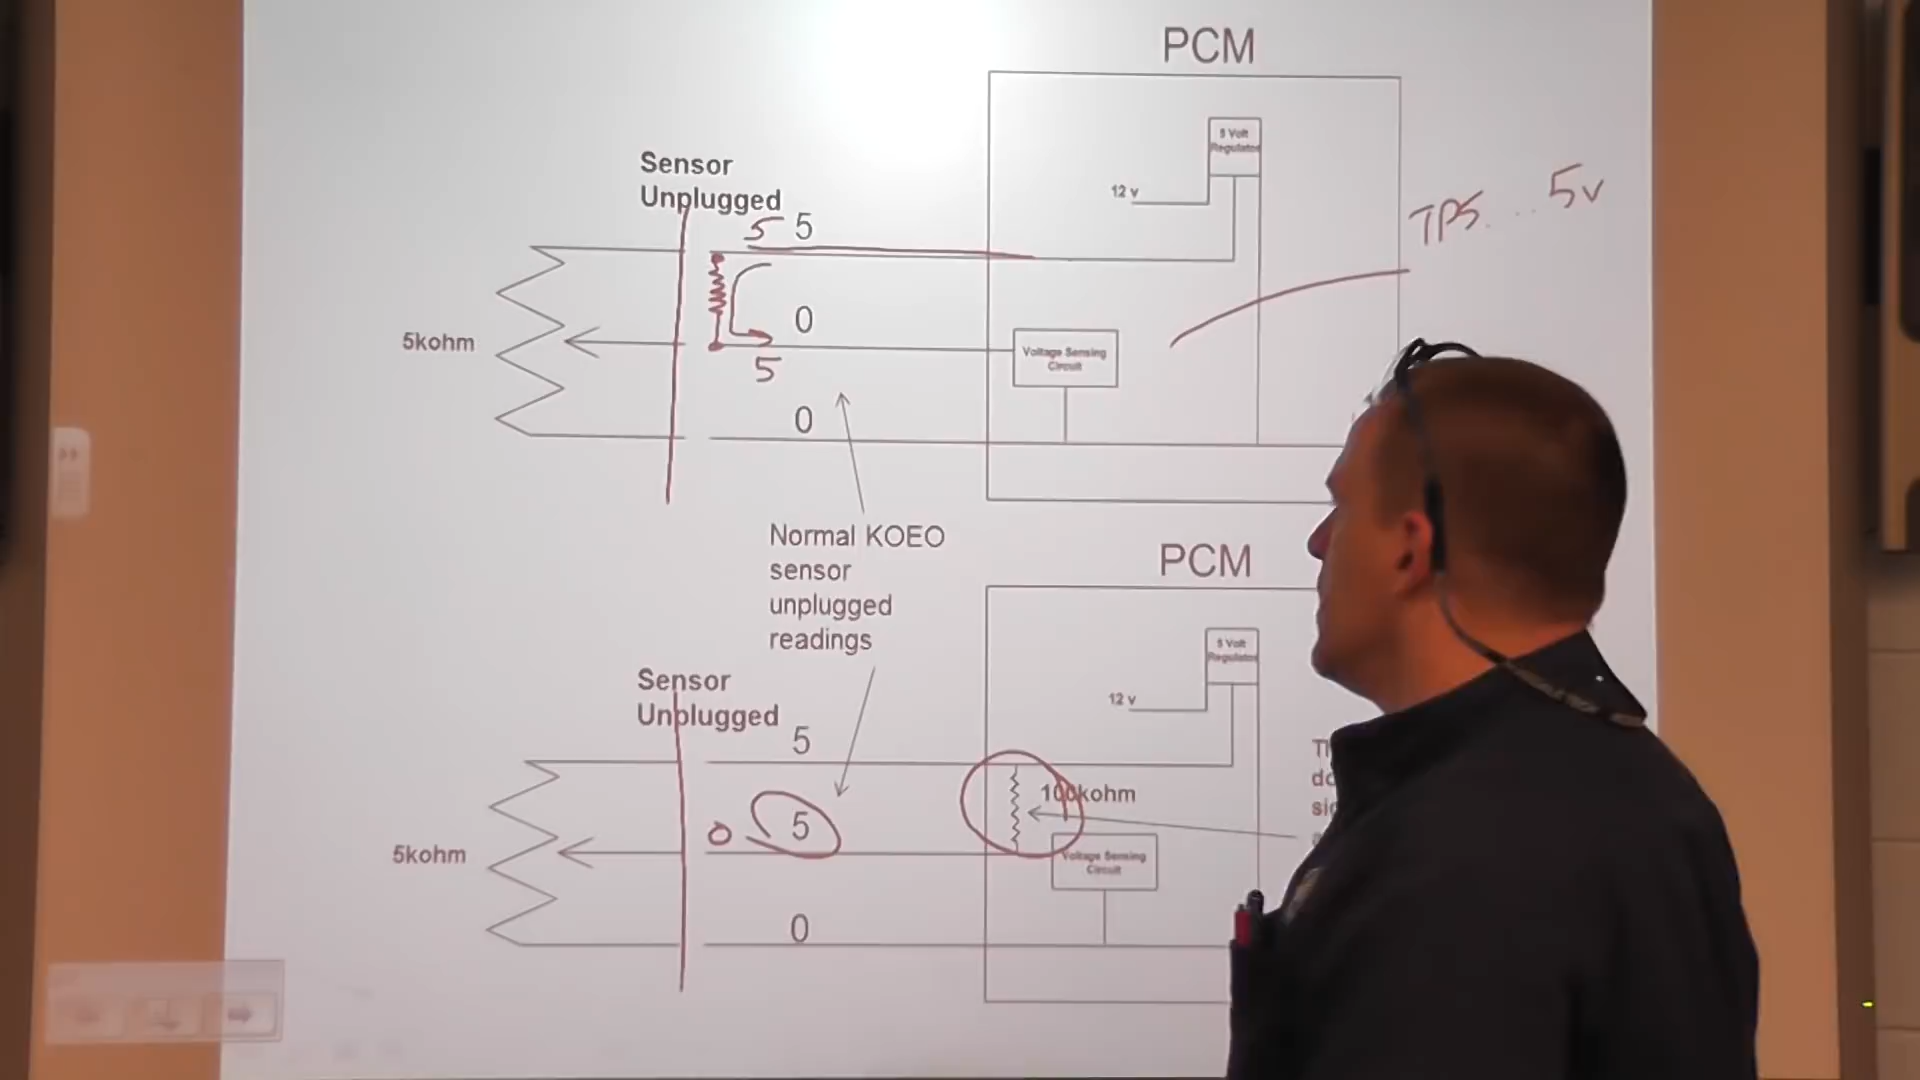 PCM
5 Volt
Regulator
12 v
TPS ... 5v
Sensor
Unplugged
5 5
0
5kohm
Voltage Sensing
Circuit
5
0
Normal KOEO
sensor
unplugged
readings
PCM
5 Volt
Regulator
12 v
Sensor
Unplugged
5
100kohm
0 5
5kohm
Voltage Sensing
Circuit
0